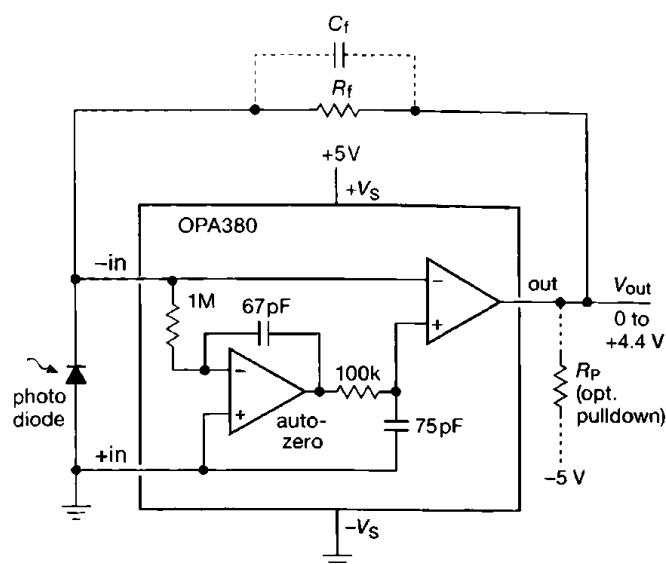 Cf
Rf
+5V
+VS
OPA380
−in
out
Vout
1M
67pF
−
0 to
+4.4 V
−
+
100k
photo
diode
+
auto-
zero
75pF
RP
(opt.
pulldown)
+in
−5 V
−VS